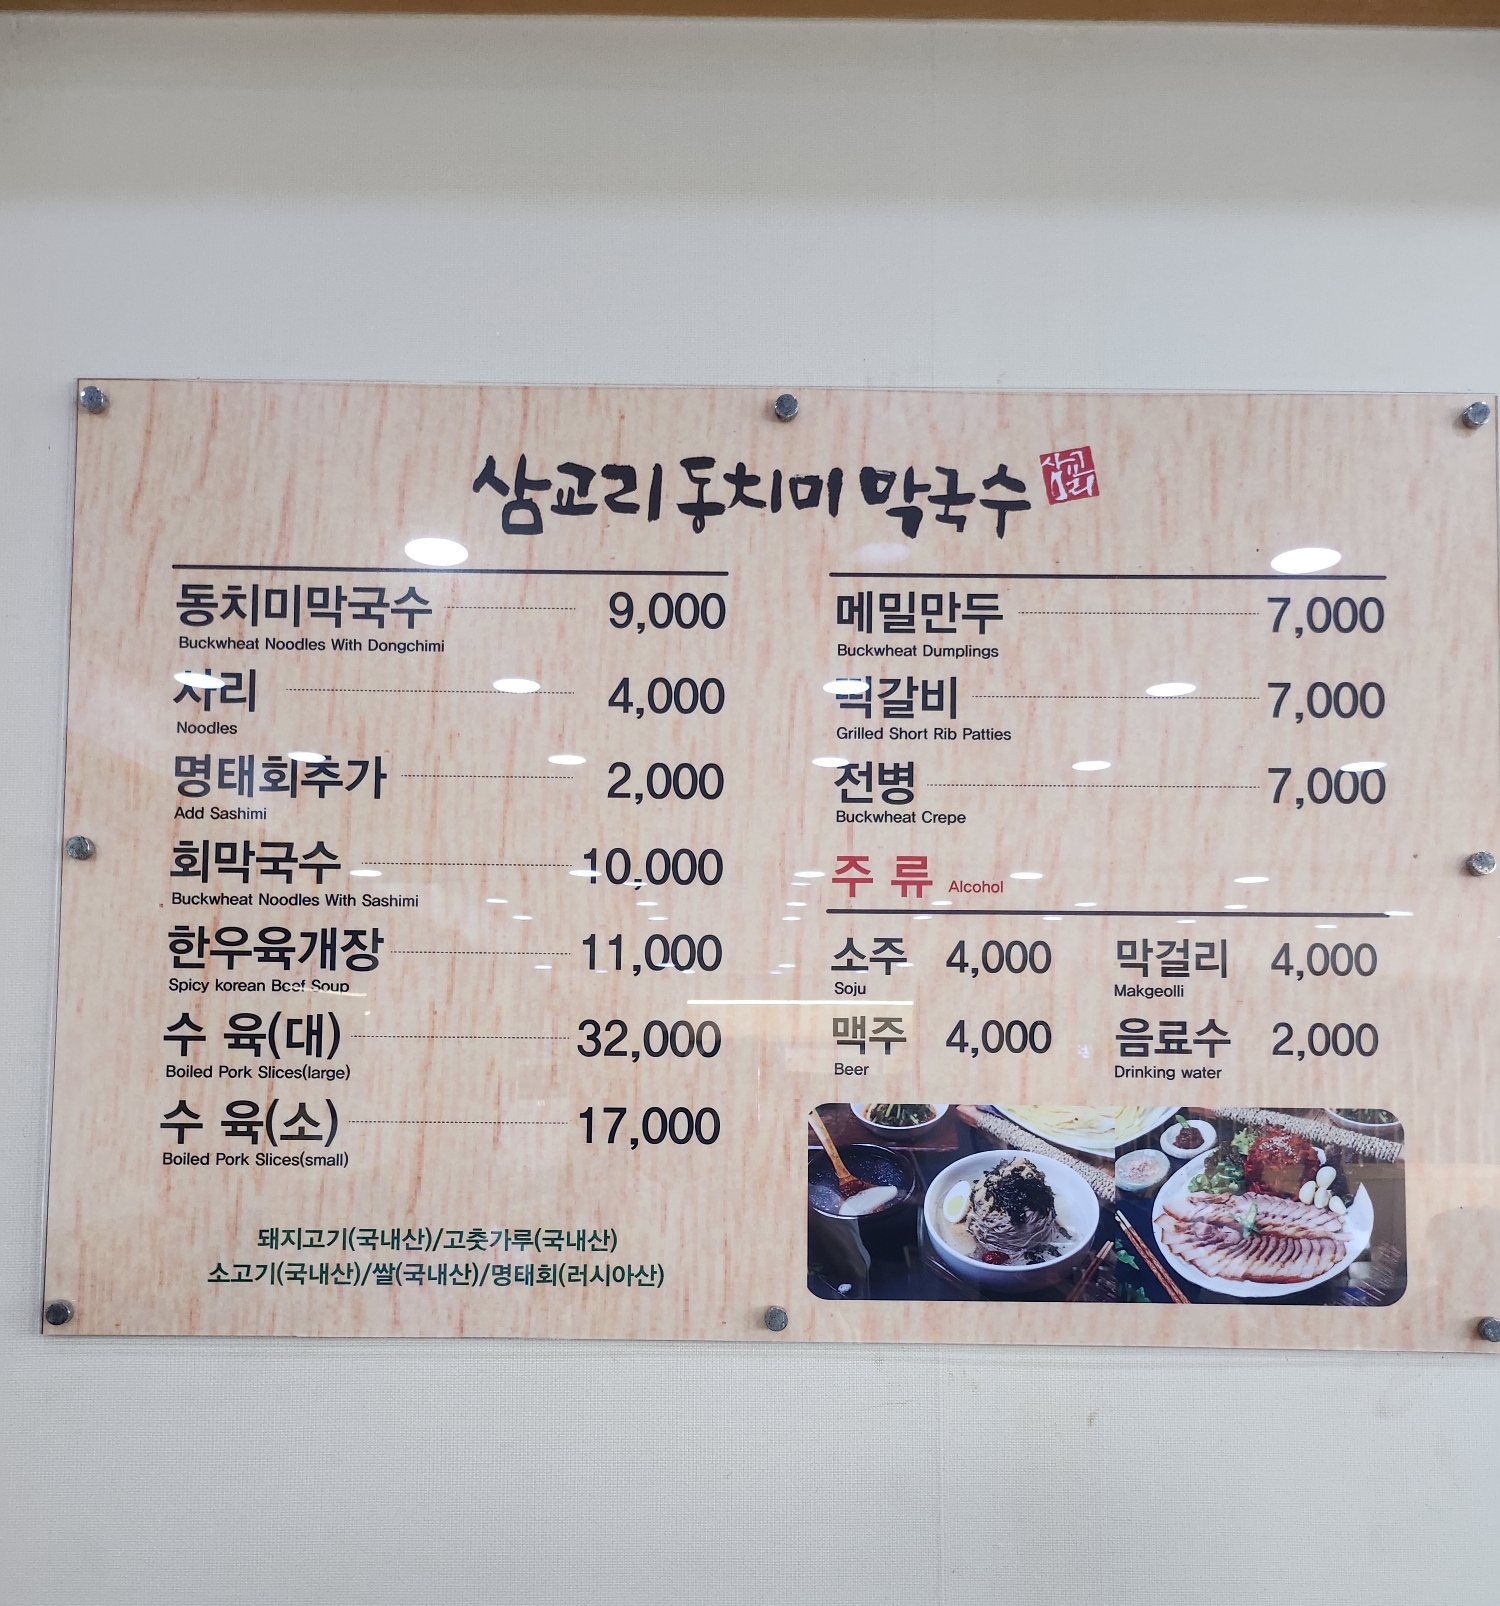 삼교리 동치미 막국수 삼교리
동치미막국수 9,000
Buckwheat Noodles With Dongchimi
사리 4,000
Noodles
명태회추가 2,000
Add Sashimi
회막국수 10,000
Buckwheat Noodles With Sashimi
한우육개장 11,000
Spicy korean Beef Soup
수 육(대) 32,000
Boiled Pork Slices(large)
수 육(소) 17,000
Boiled Pork Slices(small)
돼지고기(국내산)/고춧가루(국내산)
소고기(국내산)/쌀(국내산)/명태회(러시아산)
메밀만두 7,000
Buckwheat Dumplings
떡갈비 7,000
Grilled Short Rib Patties
전병 7,000
Buckwheat Crepe
주 류 Alcohol
소주 4,000 막걸리 4,000
Soju Makgeolli
맥주 4,000 음료수 2,000
Beer Drinking water